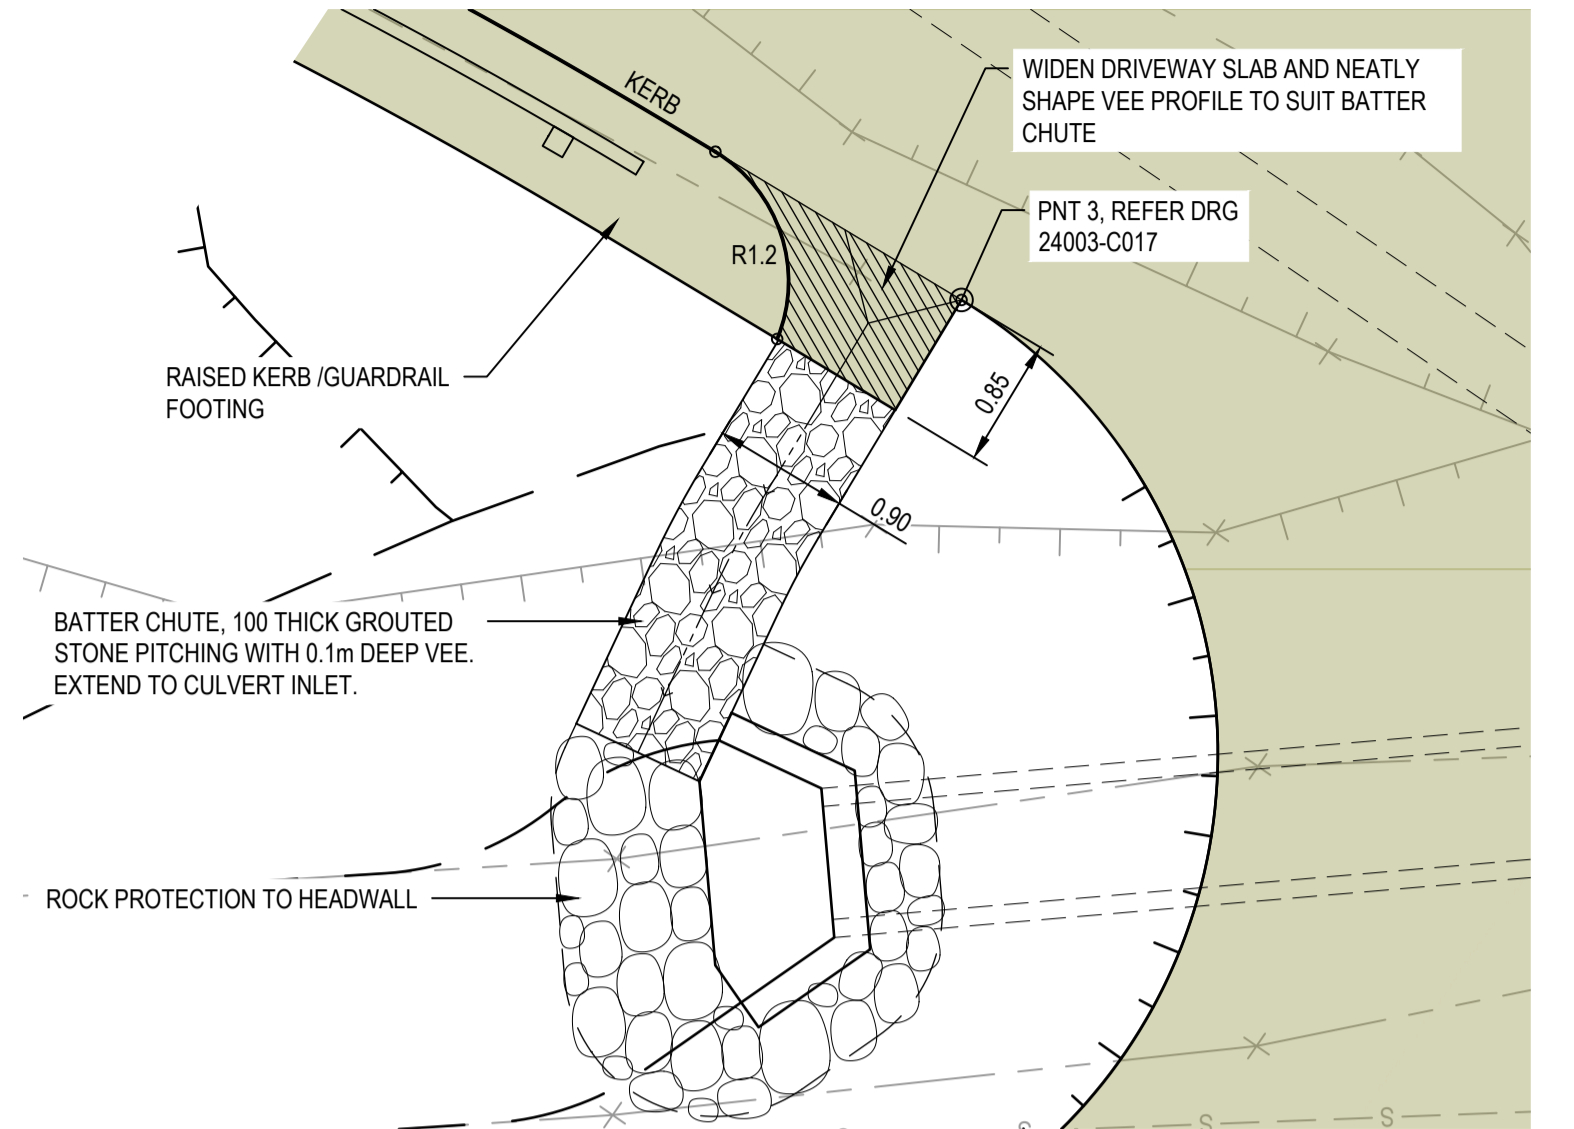 WIDEN DRIVEWAY SLAB AND NEATLY
SHAPE VEE PROFILE TO SUIT BATTER
CHUTE
KERB
PNT 3, REFER DRG
24003-C017
R1.2
RAISED KERB /GUARDRAIL
FOOTING
0.85
0.90
BATTER CHUTE, 100 THICK GROUTED
STONE PITCHING WITH 0.1m DEEP VEE.
EXTEND TO CULVERT INLET.
ROCK PROTECTION TO HEADWALL
S
S